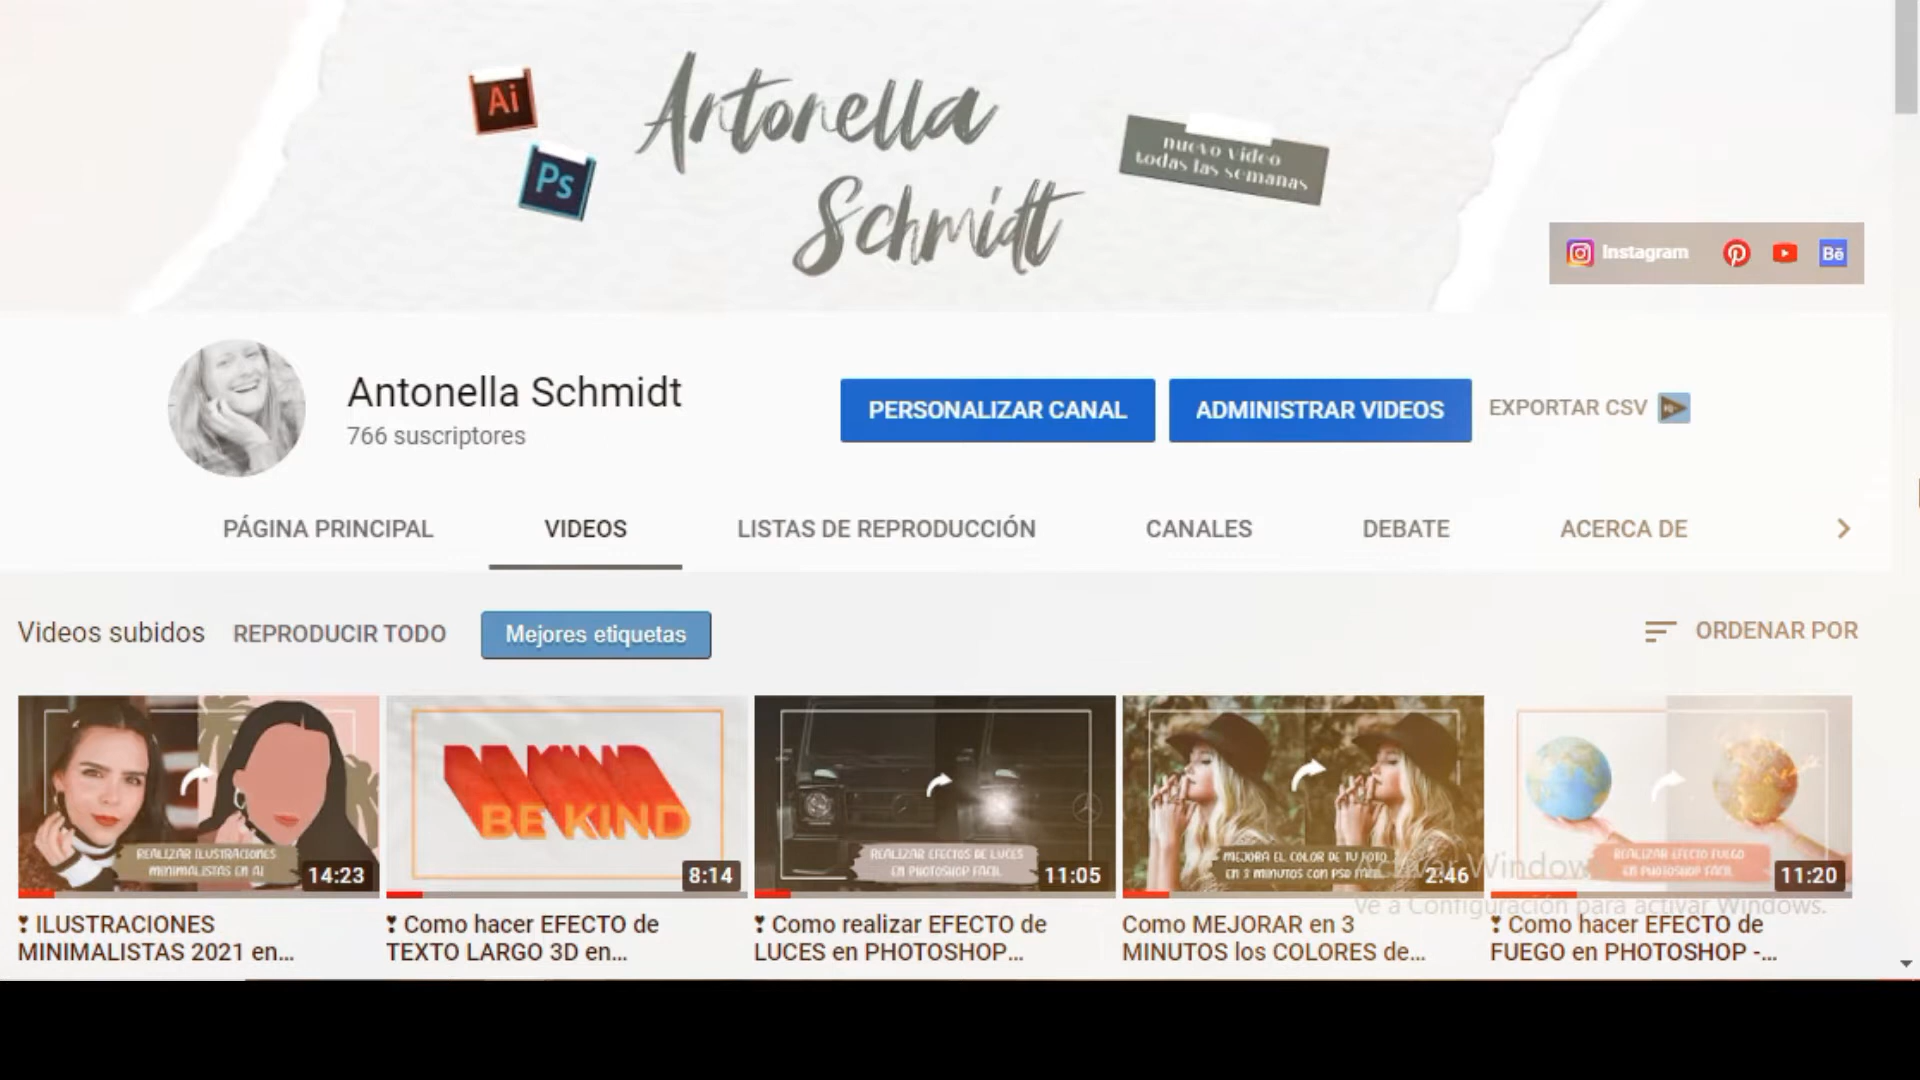 Ai
Ps
Antonella
Schmidt
nuevo video
todas las semanas
Instagram
Bē
Antonella Schmidt
766 suscriptores
PERSONALIZAR CANAL
ADMINISTRAR VIDEOS
EXPORTAR CSV
PÁGINA PRINCIPAL
VIDEOS
LISTAS DE REPRODUCCIÓN
CANALES
DEBATE
ACERCA DE
Videos subidos
REPRODUCIR TODO
Mejores etiquetas
ORDENAR POR
REALIZAR ILUSTRACIONES
MINIMALISTAS EN AI
14:23
BE KIND
8:14
REALIZAR EFECTOS DE LUCES
EN PHOTOSHOP FACIL
11:05
MEJORA EL COLOR DE TU FOTO
EN 3 MINUTOS CON PSD FACIL
2:46
REALIZAR EFECTO FUEGO
EN PHOTOSHOP FACIL
11:20
Windows
Ve a Configuración para activar Windows.
❣ ILUSTRACIONES
MINIMALISTAS 2021 en...
❣ Como hacer EFECTO de
TEXTO LARGO 3D en...
❣ Como realizar EFECTO de
LUCES en PHOTOSHOP...
Como MEJORAR en 3
MINUTOS los COLORES de...
❣ Como hacer EFECTO de
FUEGO en PHOTOSHOP -...